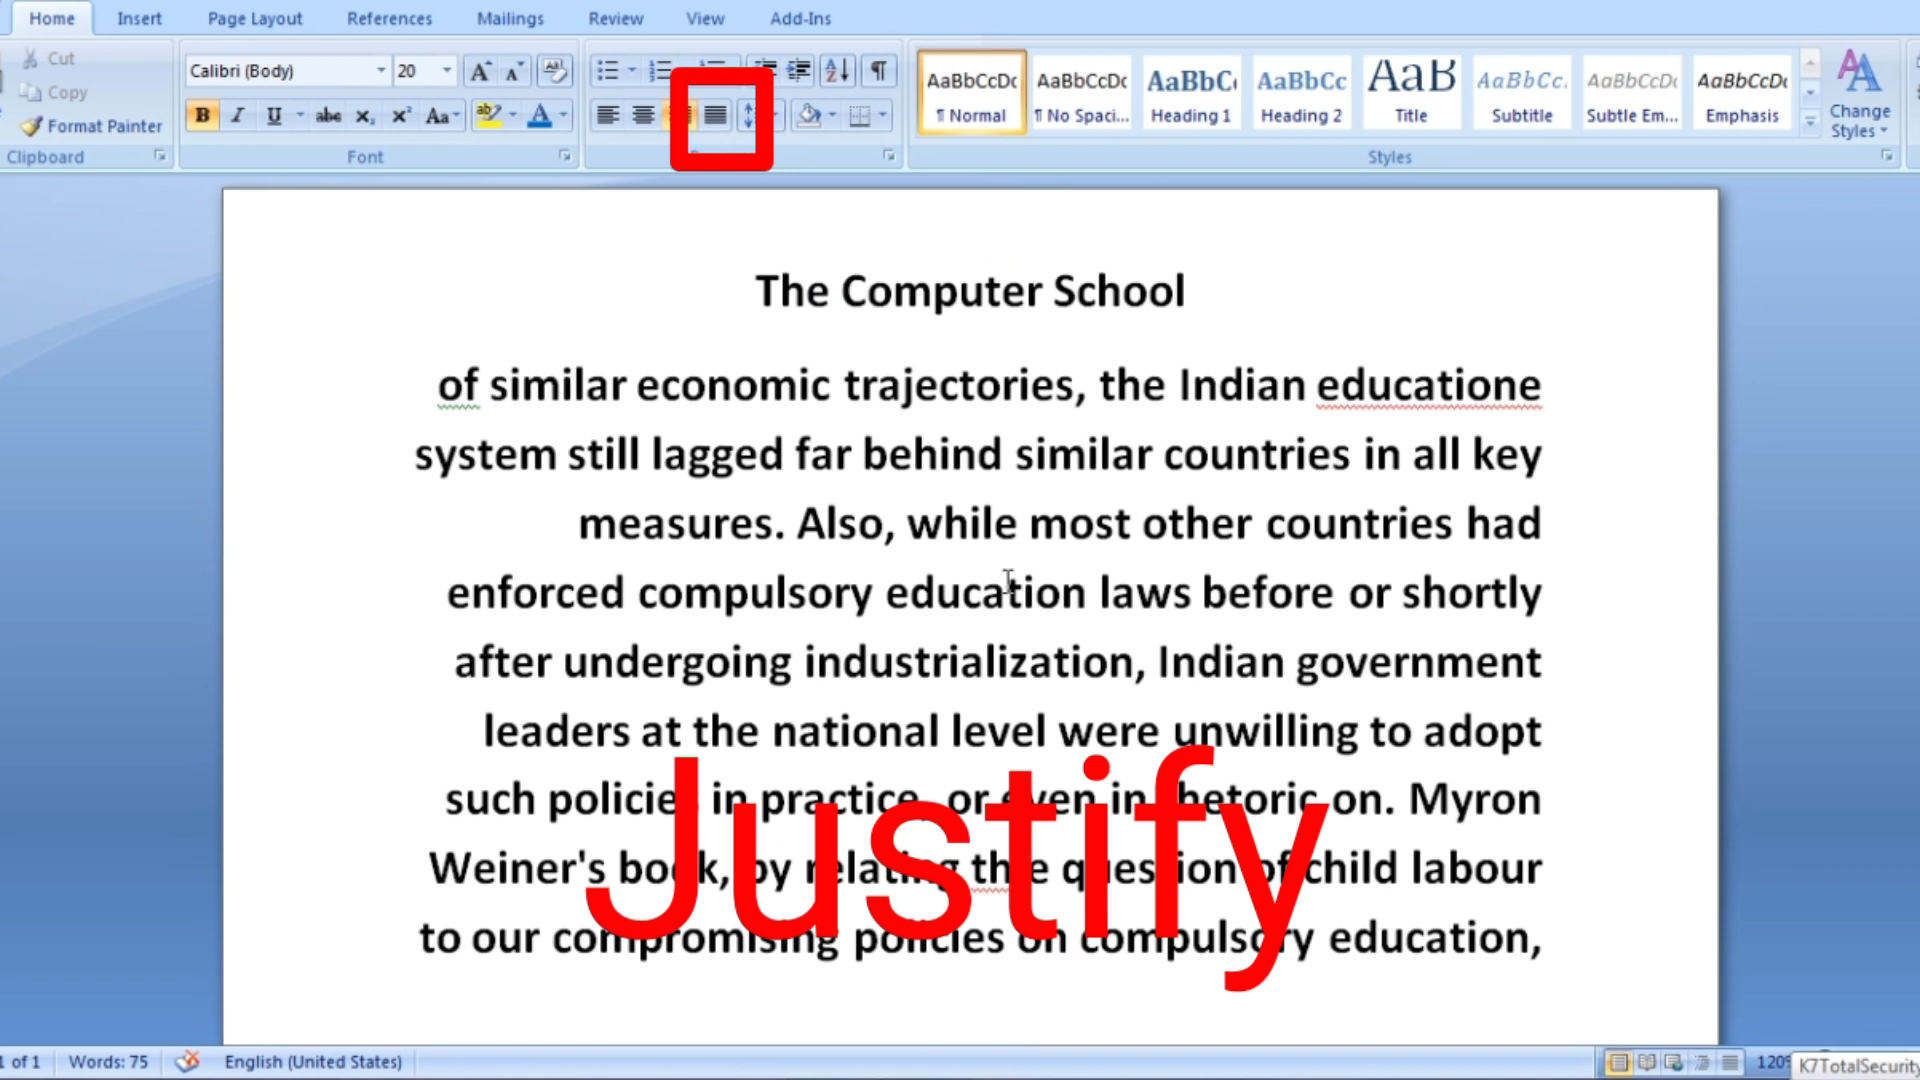 Home Insert Page Layout References Mailings Review View Add-Ins
Cut
Copy
Format Painter
Clipboard
Calibri (Body) 20
Font
AaBbCcDc AaBbCcDc AaBbC AaBbCc AaB AaBbCc. AaBbCcDc AaBbCcDc
¶ Normal ¶ No Spaci... Heading 1 Heading 2 Title Subtitle Subtle Em... Emphasis
Styles
Change
Styles
The Computer School
of similar economic trajectories, the Indian educatione
system still lagged far behind similar countries in all key
measures. Also, while most other countries had
enforced compulsory education laws before or shortly
after undergoing industrialization, Indian government
leaders at the national level were unwilling to adopt
such policies in practice, or even in rhetoric on. Myron
Weiner's book, by relating th e question of child labour
to our compromising policies on compulsory education,
Justify
1 of 1 Words: 75 English (United States) 120% K7TotalSecurity